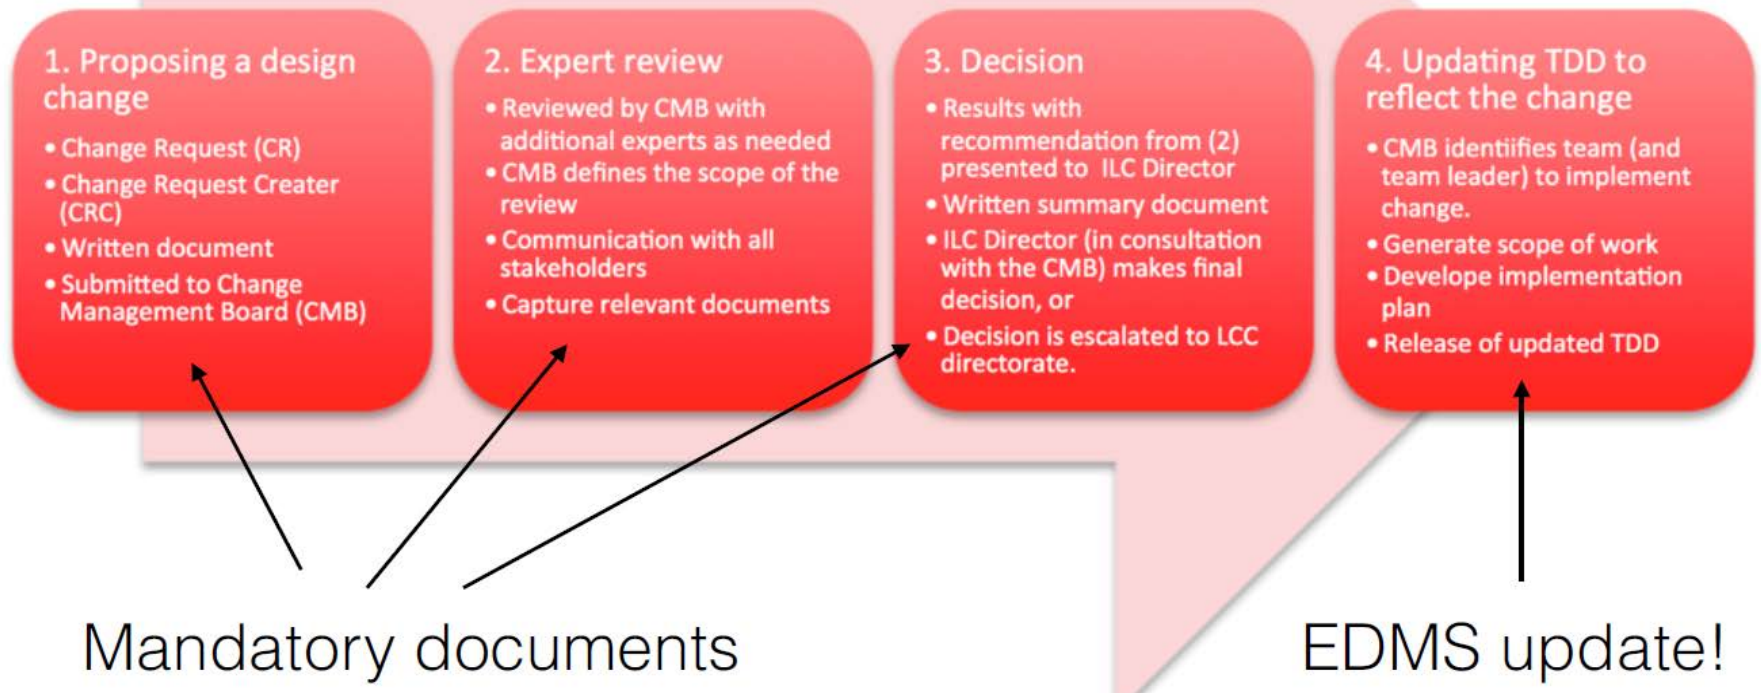 1. Proposing a design
change
• Change Request (CR)
• Change Request Creater
(CRC)
• Written document
• Submitted to Change
Management Board (CMB)
2. Expert review
• Reviewed by CMB with
additional experts as needed
• CMB defines the scope of the
review
• Communication with all
stakeholders
• Capture relevant documents
3. Decision
• Results with
recommendation from (2)
presented to ILC Director
• Written summary document
• ILC Director (in consultation
with the CMB) makes final
decision, or
• Decision is escalated to LCC
directorate.
4. Updating TDD to
reflect the change
• CMB identiifies team (and
team leader) to implement
change.
• Generate scope of work
• Develope implementation
plan
• Release of updated TDD
Mandatory documents
EDMS update!